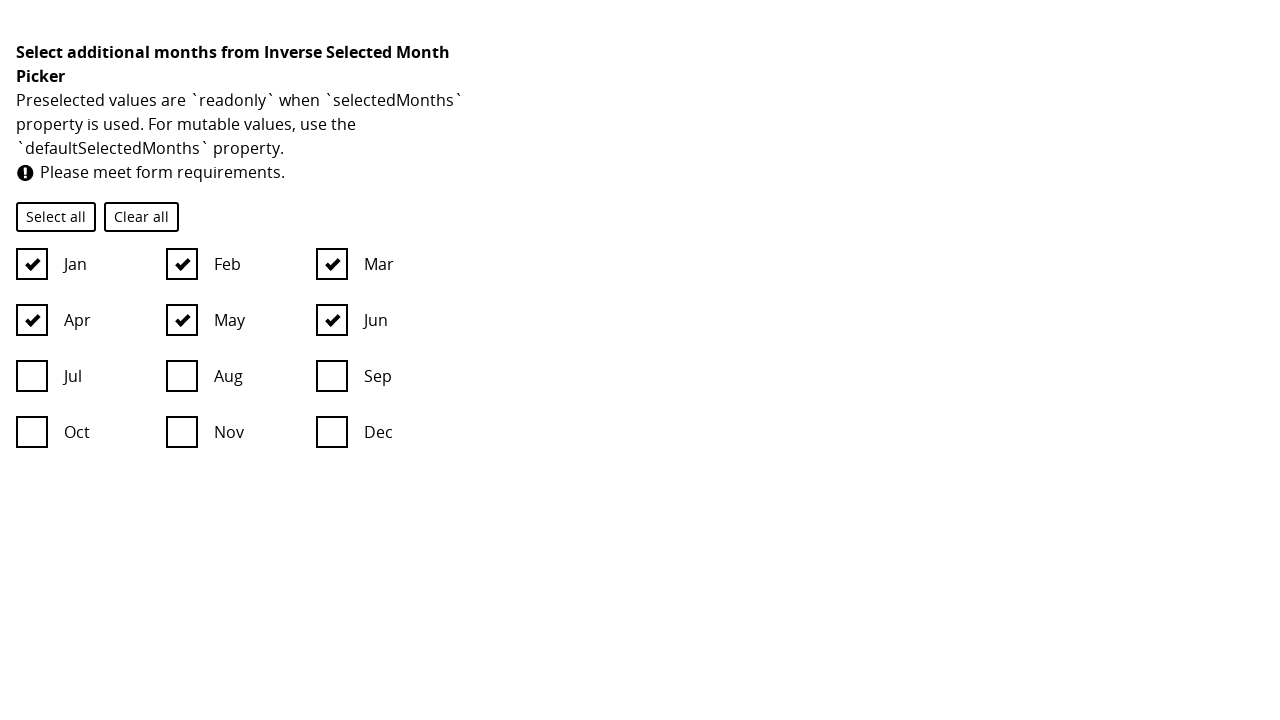 Select additional months from Inverse Selected Month
Picker
Preselected values are `readonly` when `selectedMonths`
property is used. For mutable values, use the
`defaultSelectedMonths` property.
Please meet form requirements.
Select all Clear all
Jan Feb Mar
Apr May Jun
Jul Aug Sep
Oct Nov Dec